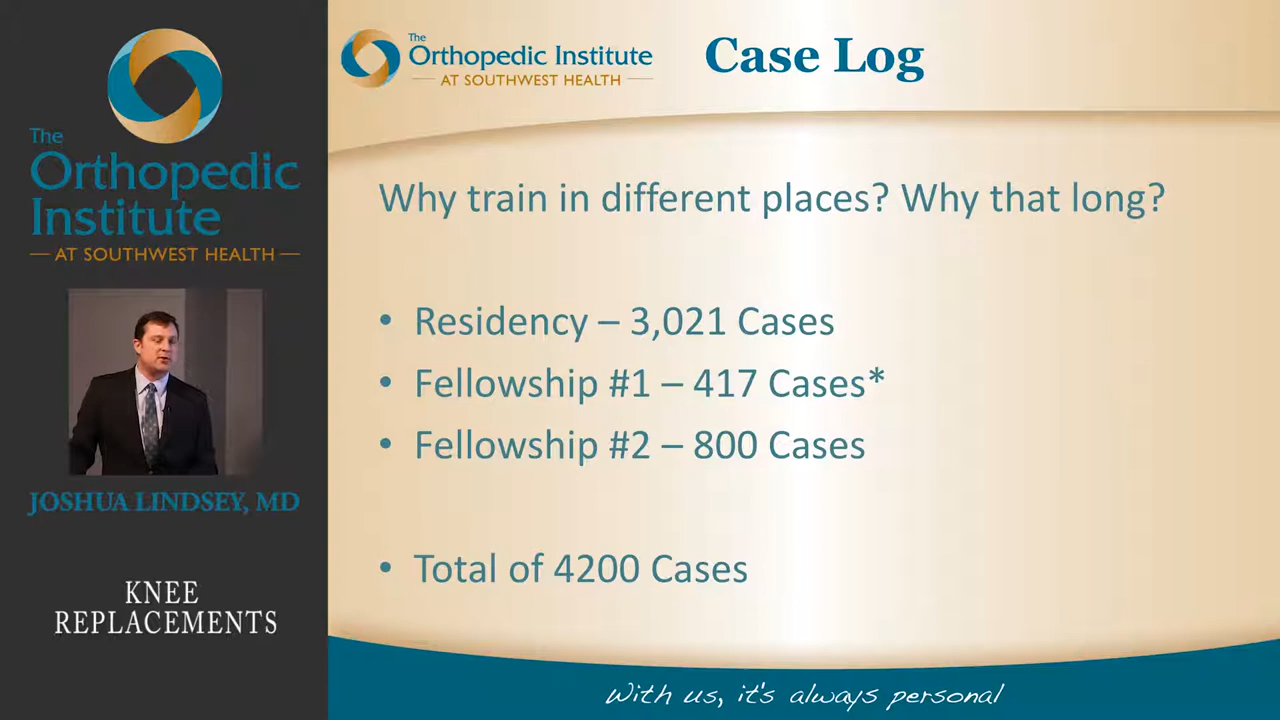 The
Orthopedic
Institute
AT SOUTHWEST HEALTH
JOSHUA LINDSEY, MD
KNEE
REPLACEMENTS
The
Orthopedic Institute
AT SOUTHWEST HEALTH
Case Log
Why train in different places? Why that long?
• Residency – 3,021 Cases
• Fellowship #1 – 417 Cases*
• Fellowship #2 – 800 Cases
• Total of 4200 Cases
With us, it's always personal